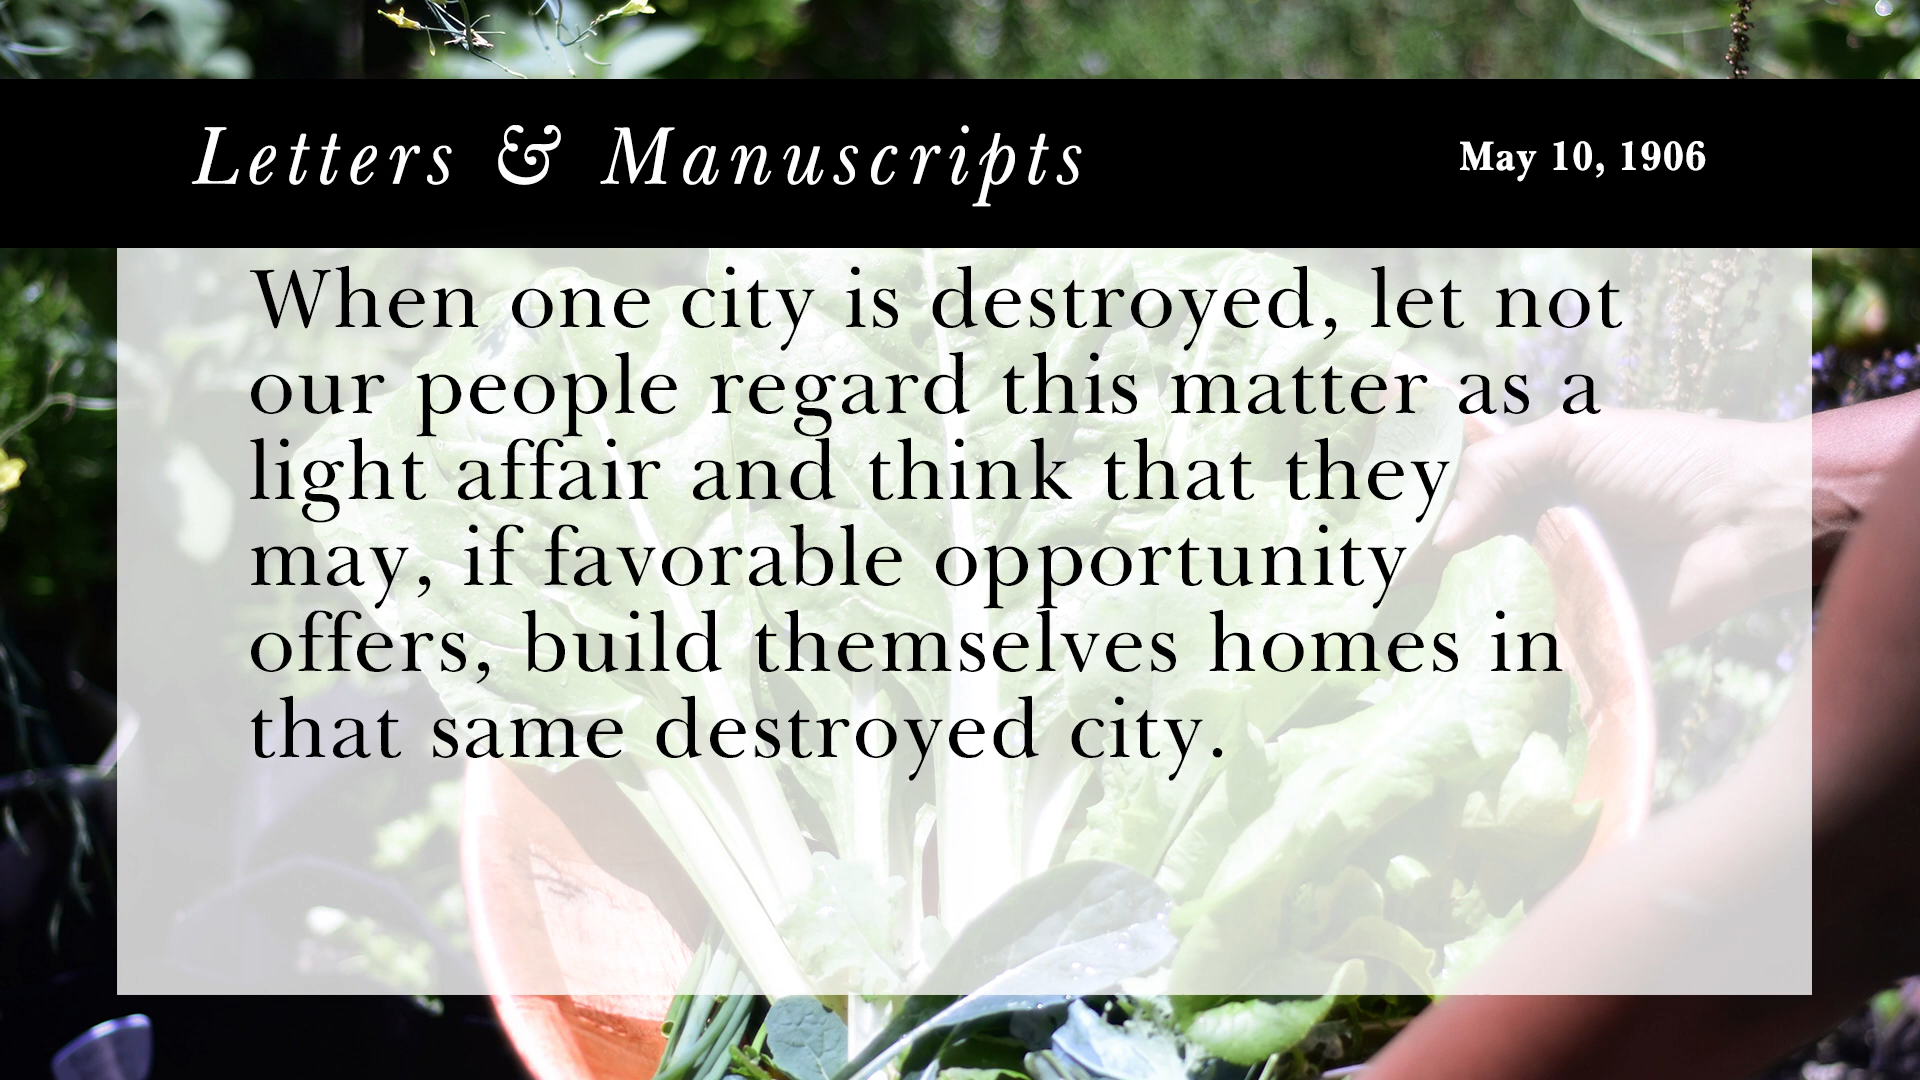 Letters & Manuscripts
May 10, 1906
When one city is destroyed, let not
our people regard this matter as a
light affair and think that they
may, if favorable opportunity
offers, build themselves homes in
that same destroyed city.